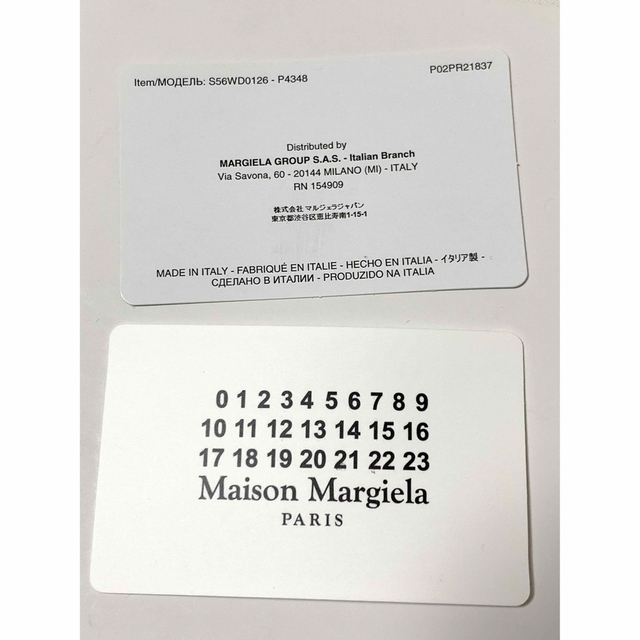 Item/МОДЕЛЬ: S56WD0126 - P4348
P02PR21837
Distributed by
MARGIELA GROUP S.A.S. - Italian Branch
Via Savona, 60 - 20144 MILANO (MI) - ITALY
RN 154909
株式会社 マルジェラジャパン
東京都渋谷区恵比寿南1-15-1
MADE IN ITALY - FABRIQUÉ EN ITALIE - HECHO EN ITALIA - イタリア製 -
СДЕЛАНО В ИТАЛИИ - PRODUZIDO NA ITALIA
0 1 2 3 4 5 6 7 8 9
10 11 12 13 14 15 16
17 18 19 20 21 22 23
Maison Margiela
PARIS